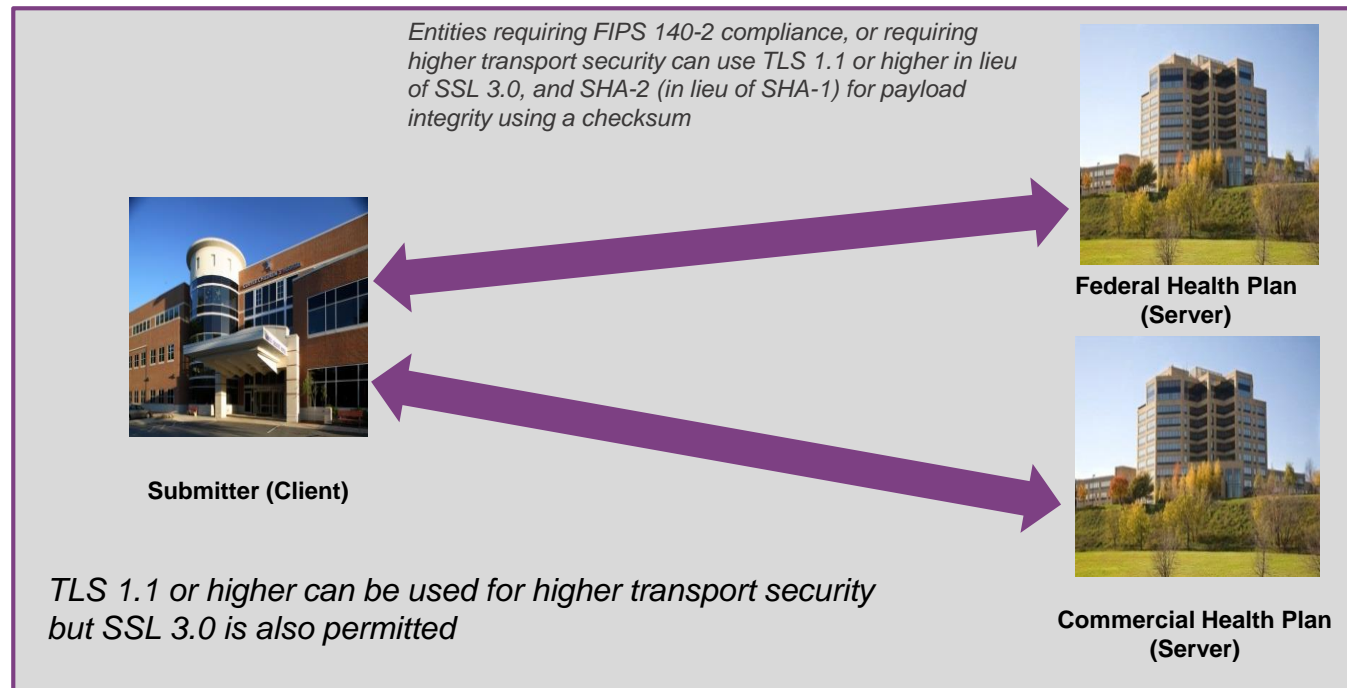 Entities requiring FIPS 140-2 compliance, or requiring
higher transport security can use TLS 1.1 or higher in lieu
of SSL 3.0, and SHA-2 (in lieu of SHA-1) for payload
integrity using a checksum
Federal Health Plan
(Server)
Submitter (Client)
TLS 1.1 or higher can be used for higher transport security
but SSL 3.0 is also permitted
Commercial Health Plan
(Server)